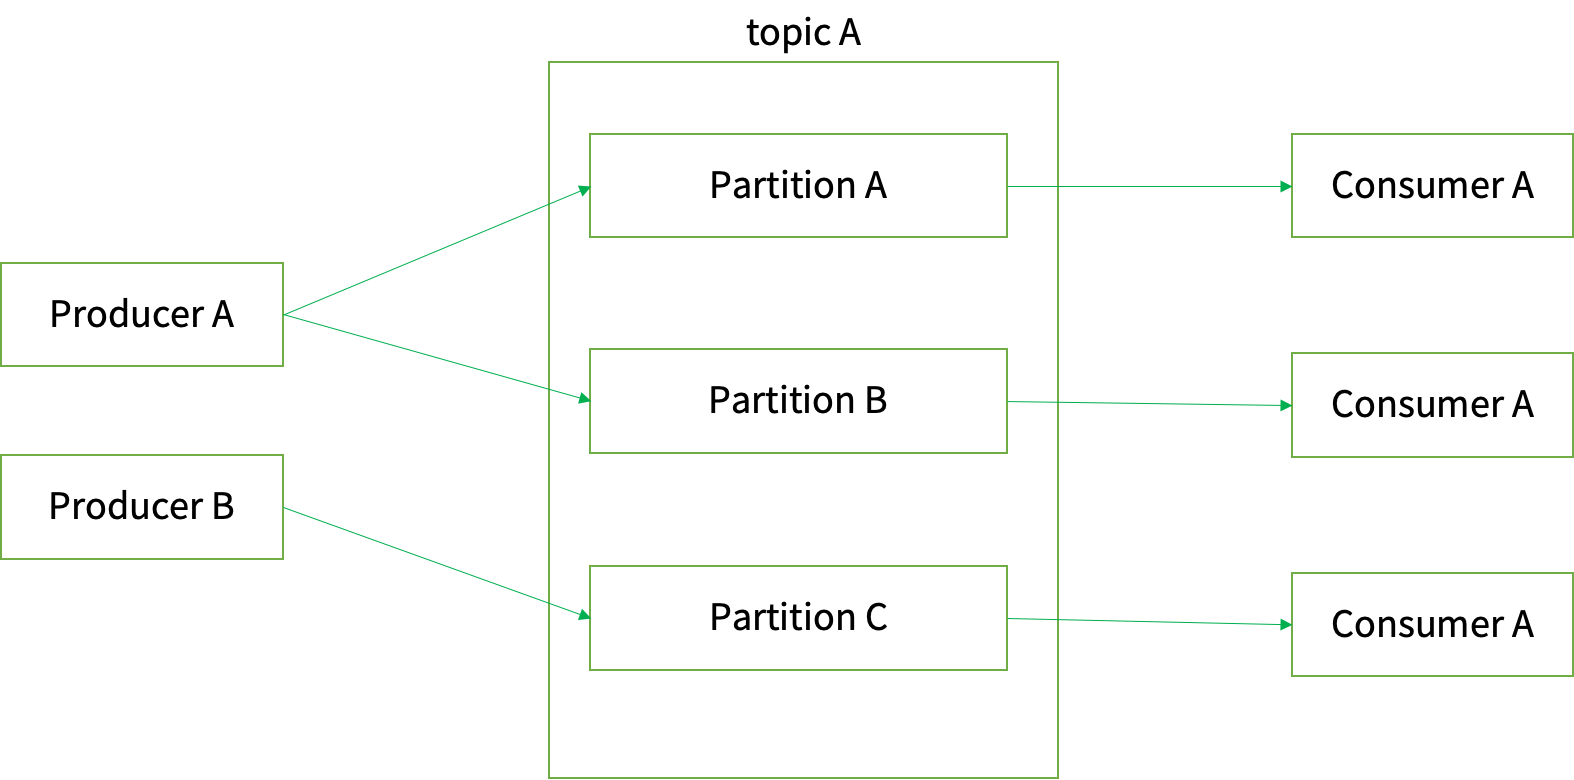 topic A
Partition A
Consumer A
Producer A
Partition B
Consumer A
Producer B
Partition C
Consumer A